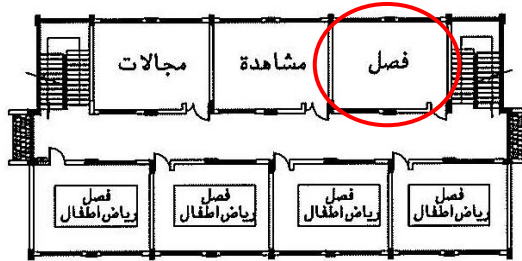 فصل
مشاهدة
مجالات
فصل
رياض اطفال
فصل
رياض اطفال
فصل
رياض اطفال
فصل
رياض اطفال